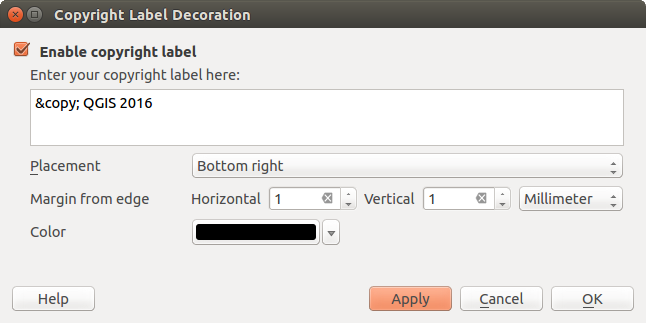 Copyright Label Decoration
Enable copyright label
Enter your copyright label here:
&copy; QGIS 2016
Placement Bottom right
Margin from edge Horizontal 1 Vertical 1 Millimeter
Color
Help Apply Cancel OK